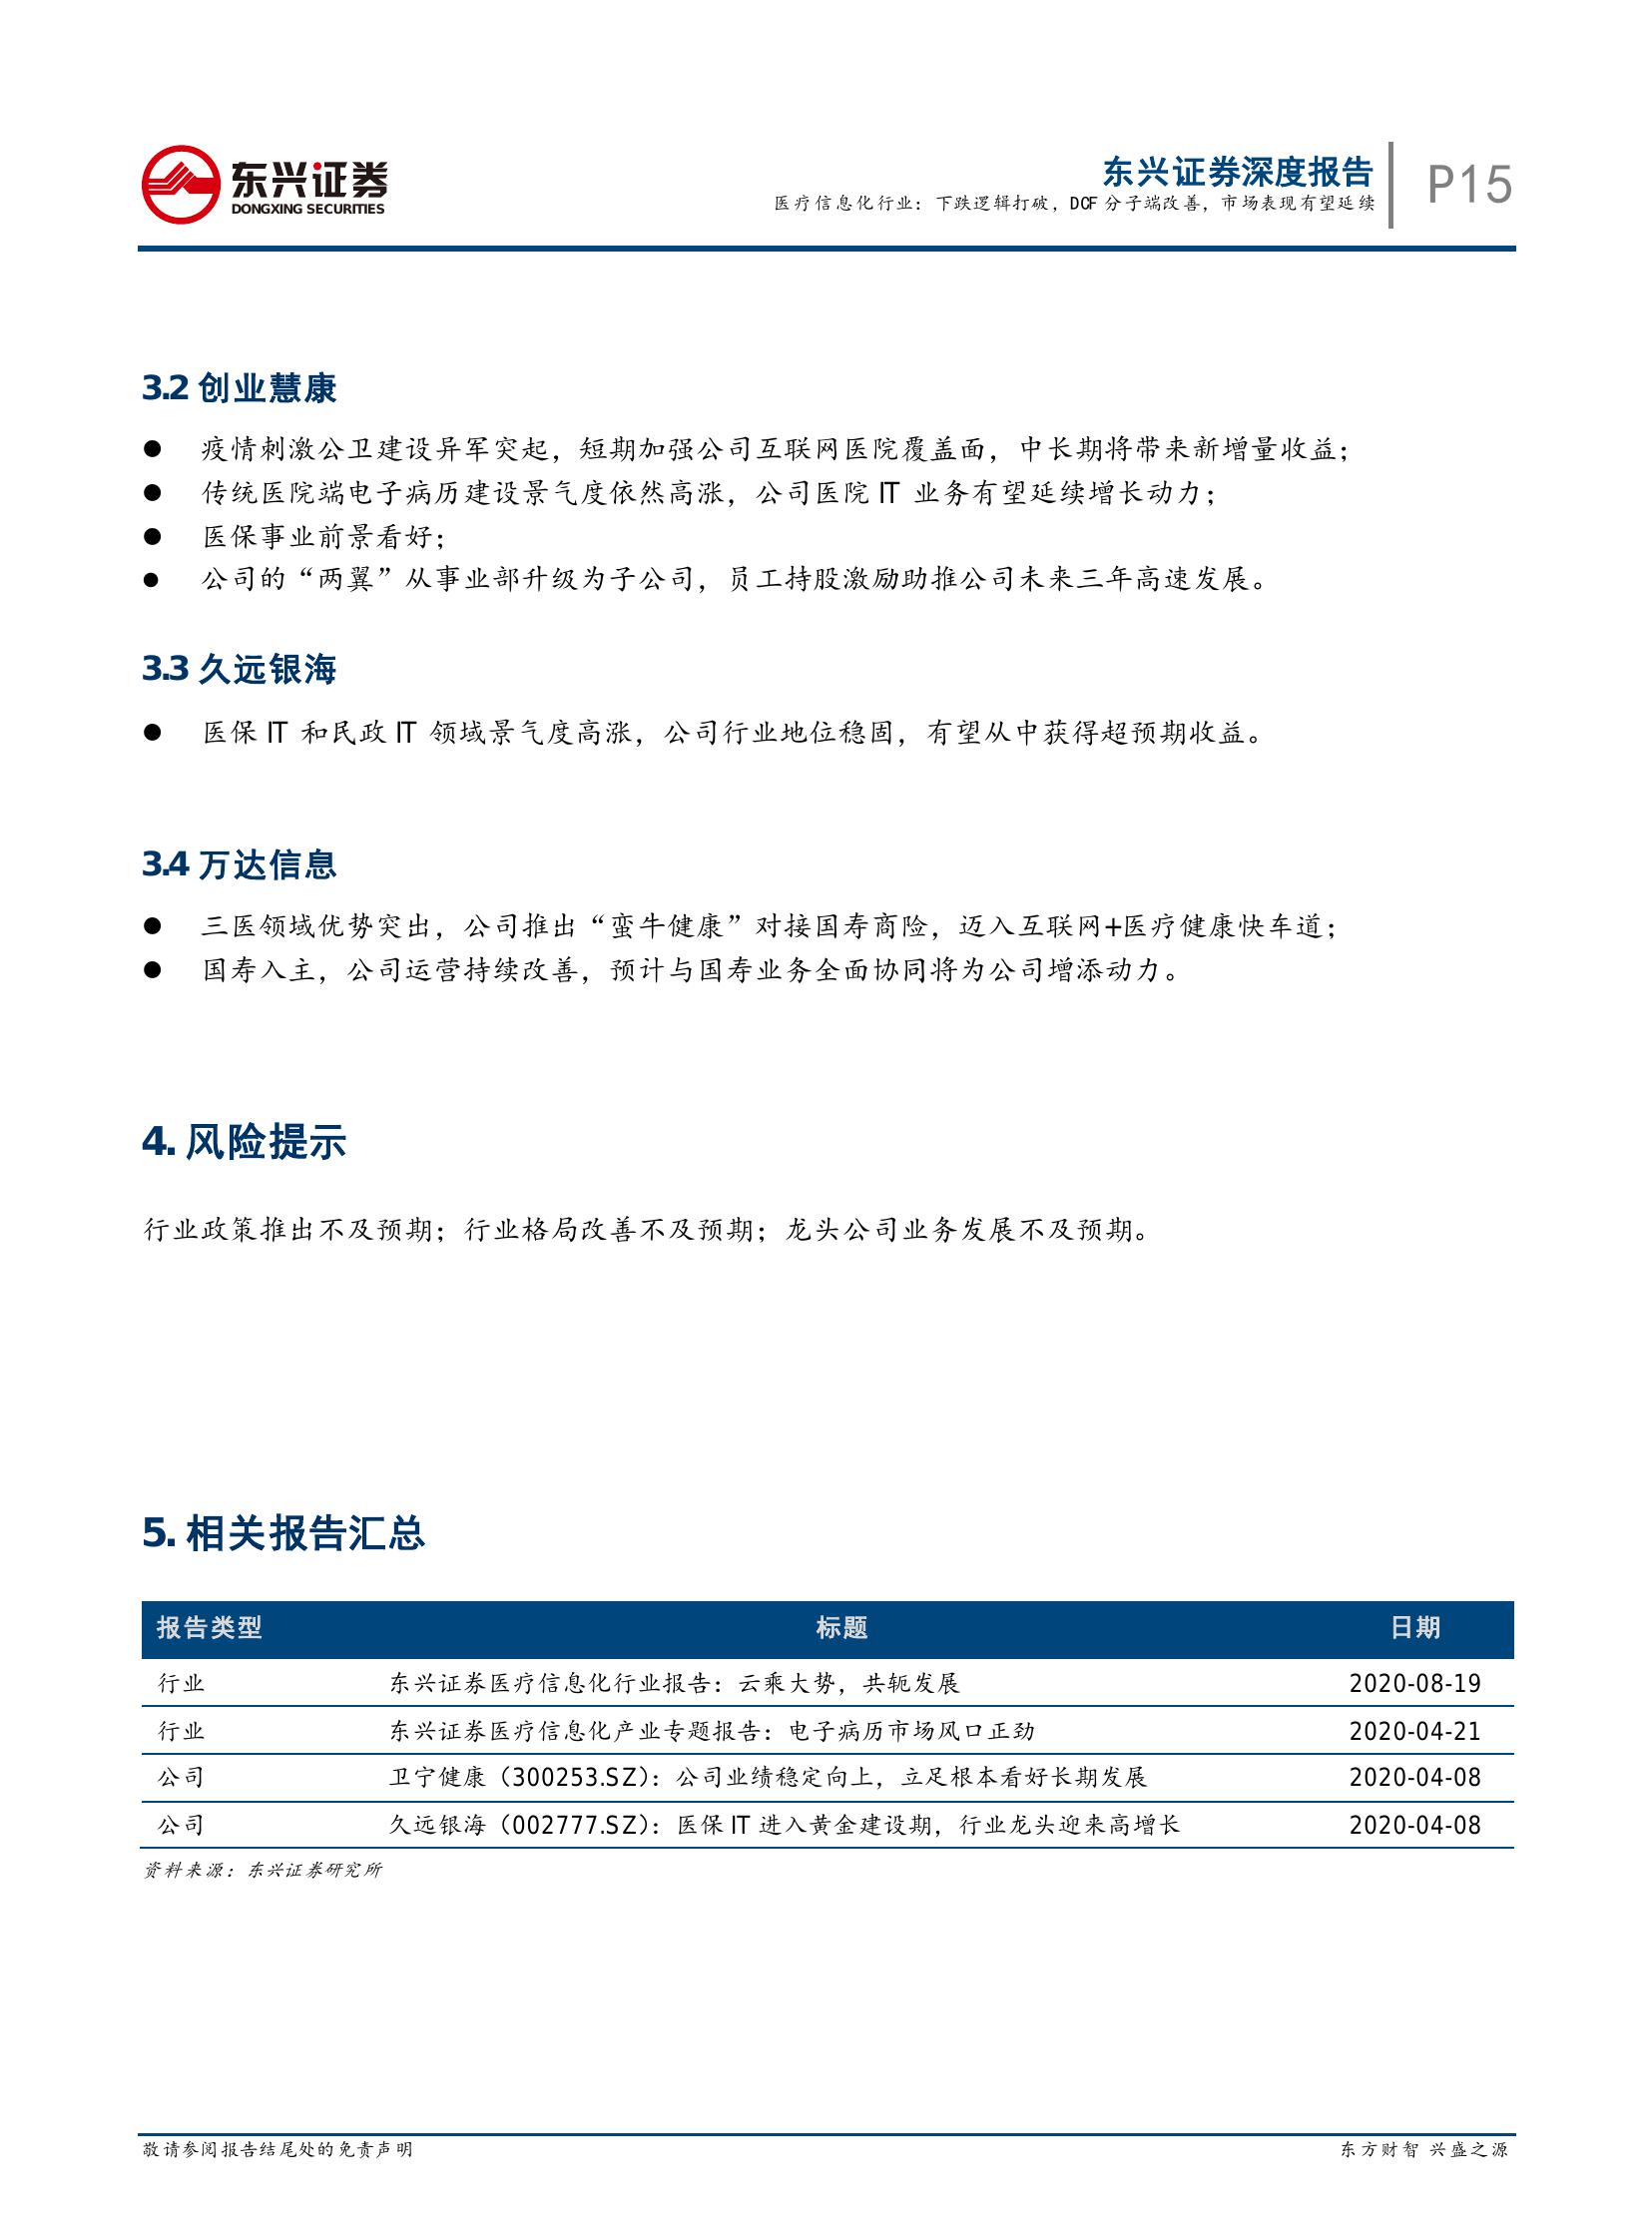 东兴证券
DONGXING SECURITIES
东兴证券深度报告
医疗信息化行业：下跌逻辑打破，DCF 分子端改善，市场表现有望延续
P15
3.2 创业慧康
● 疫情刺激公卫建设异军突起，短期加强公司互联网医院覆盖面，中长期将带来新增量收益；
● 传统医院端电子病历建设景气度依然高涨，公司医院 IT 业务有望延续增长动力；
● 医保事业前景看好；
● 公司的“两翼”从事业部升级为子公司，员工持股激励助推公司未来三年高速发展。
3.3 久远银海
● 医保 IT 和民政 IT 领域景气度高涨，公司行业地位稳固，有望从中获得超预期收益。
3.4 万达信息
● 三医领域优势突出，公司推出“蛮牛健康”对接国寿商险，迈入互联网+医疗健康快车道；
● 国寿入主，公司运营持续改善，预计与国寿业务全面协同将为公司增添动力。
4. 风险提示
行业政策推出不及预期；行业格局改善不及预期；龙头公司业务发展不及预期。
5. 相关报告汇总
报告类型 标题 日期
行业 东兴证券医疗信息化行业报告：云乘大势，共轭发展 2020-08-19
行业 东兴证券医疗信息化产业专题报告：电子病历市场风口正劲 2020-04-21
公司 卫宁健康（300253.SZ）：公司业绩稳定向上，立足根本看好长期发展 2020-04-08
公司 久远银海（002777.SZ）：医保 IT 进入黄金建设期，行业龙头迎来高增长 2020-04-08
资料来源：东兴证券研究所
敬请参阅报告结尾处的免责声明
东方财智 兴盛之源